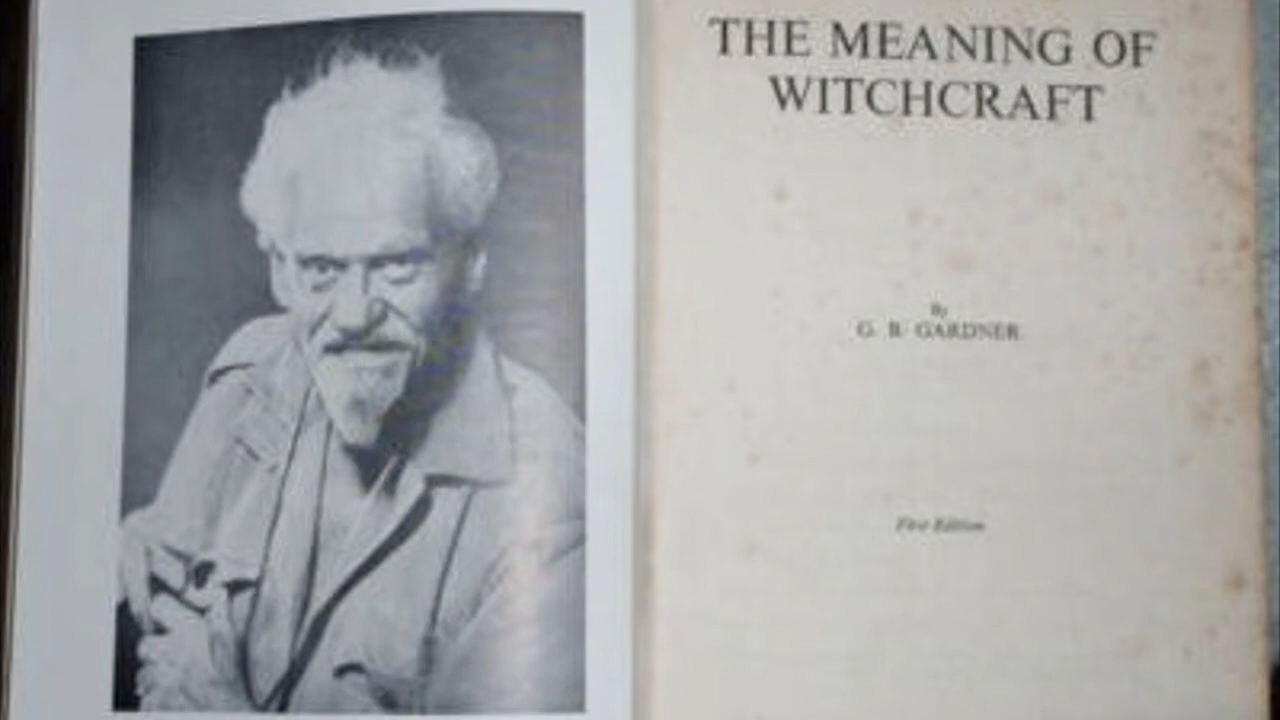 THE MEANING OF
WITCHCRAFT
By
G. B. GARDNER
First Edition